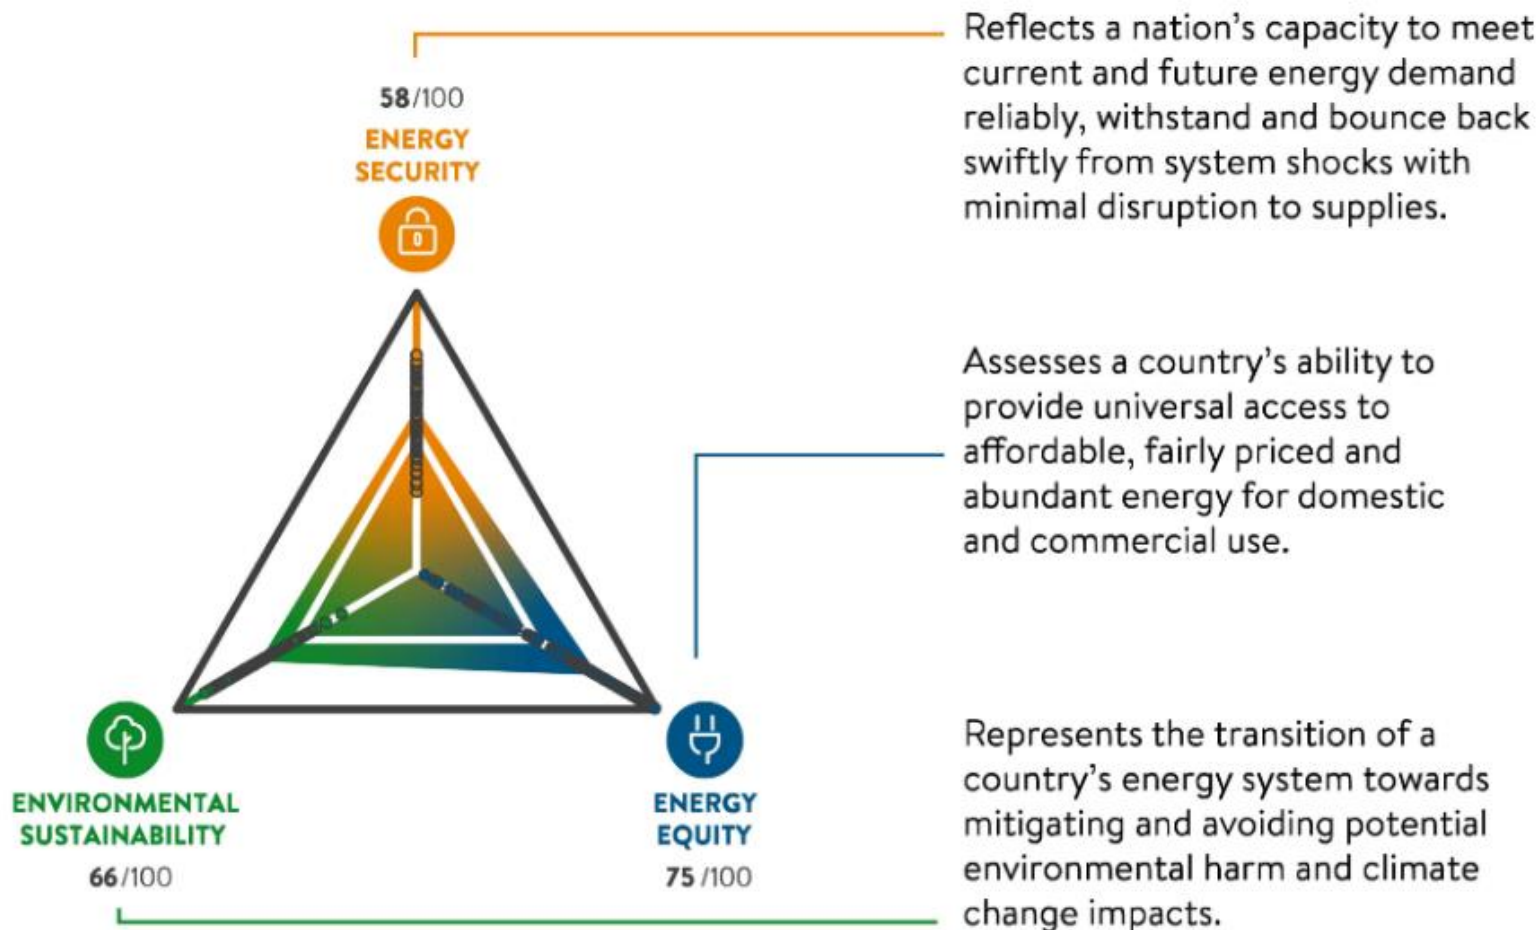 58/100
ENERGY
SECURITY
Reflects a nation's capacity to meet
current and future energy demand
reliably, withstand and bounce back
swiftly from system shocks with
minimal disruption to supplies.
Assesses a country's ability to
provide universal access to
affordable, fairly priced and
abundant energy for domestic
and commercial use.
ENVIRONMENTAL
SUSTAINABILITY
66/100
ENERGY
EQUITY
75/100
Represents the transition of a
country's energy system towards
mitigating and avoiding potential
environmental harm and climate
change impacts.